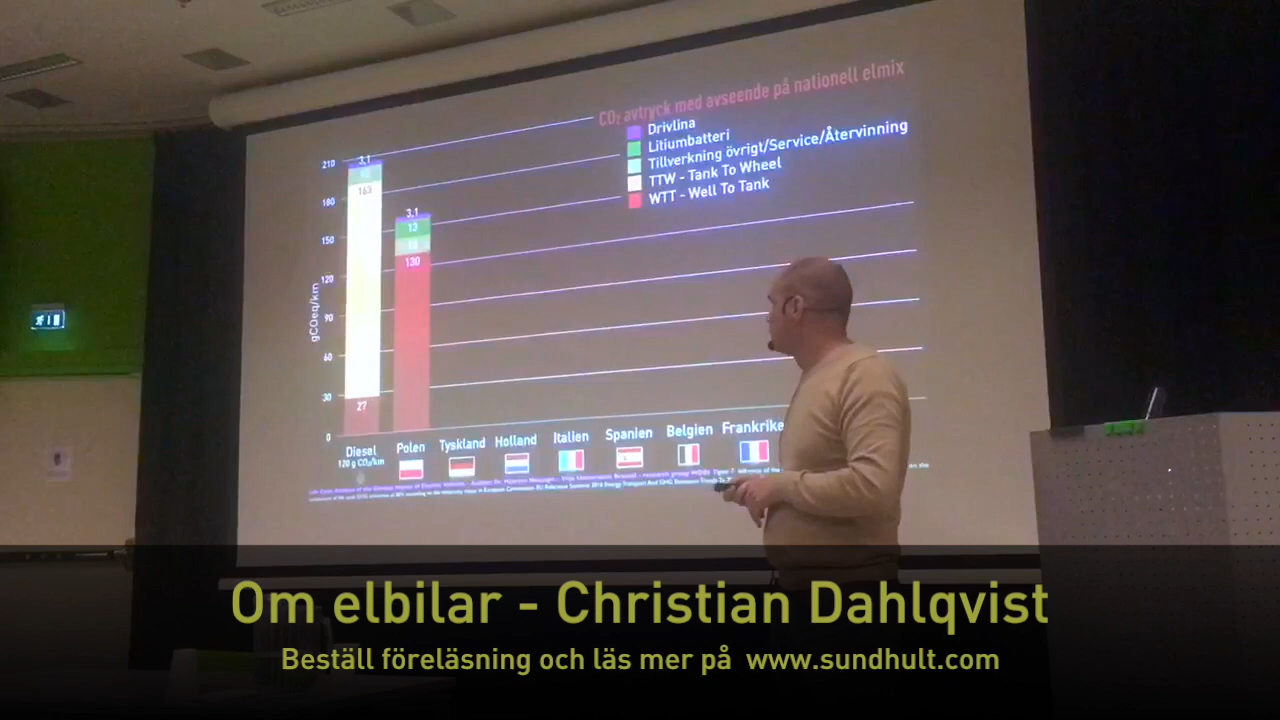 CO₂ avtryck med avseende på nationell elmix
Drivlina
Litiumbatteri
Tillverkning övrigt/Service/Återvinning
TTW - Tank To Wheel
WTT - Well To Tank
gCOeq/km
210
180
150
120
90
60
30
0
3,1
163
27
3,1
13
130
Diesel
120 g CO₂/km
Polen
Tyskland
Holland
Italien
Spanien
Belgien
Frankrike
Om elbilar - Christian Dahlqvist
Beställ föreläsning och läs mer på www.sundhult.com